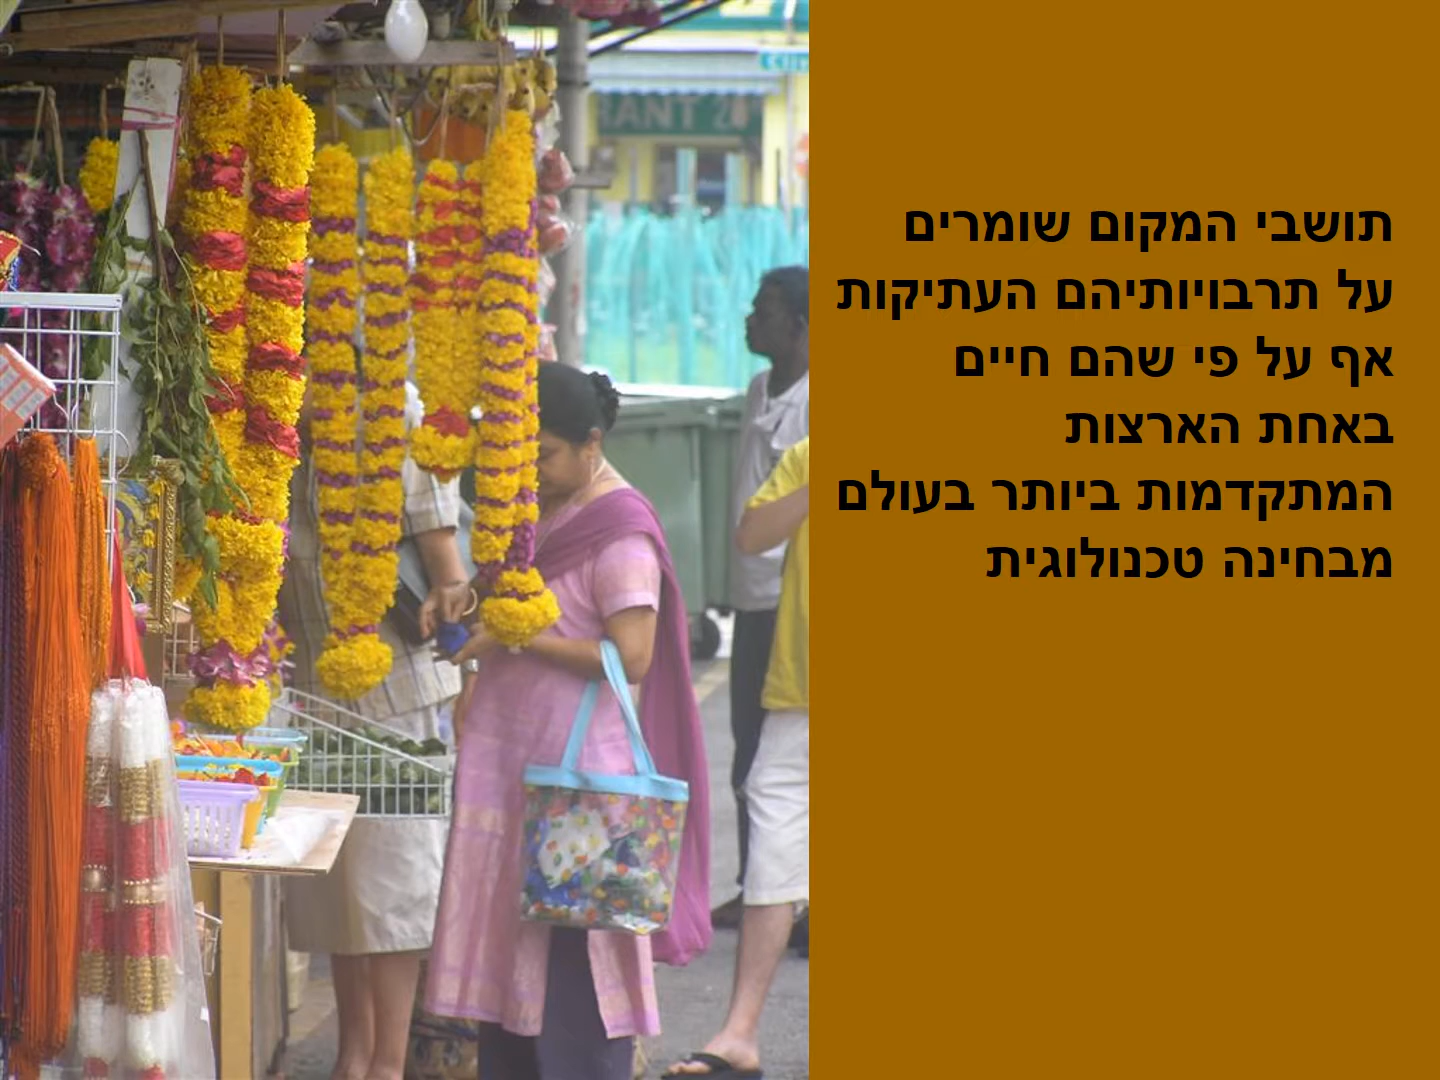 תושבי המקום שומרים
על תרבויותיהם העתיקות
אף על פי שהם חיים
באחת הארצות
המתקדמות ביותר בעולם
מבחינה טכנולוגית